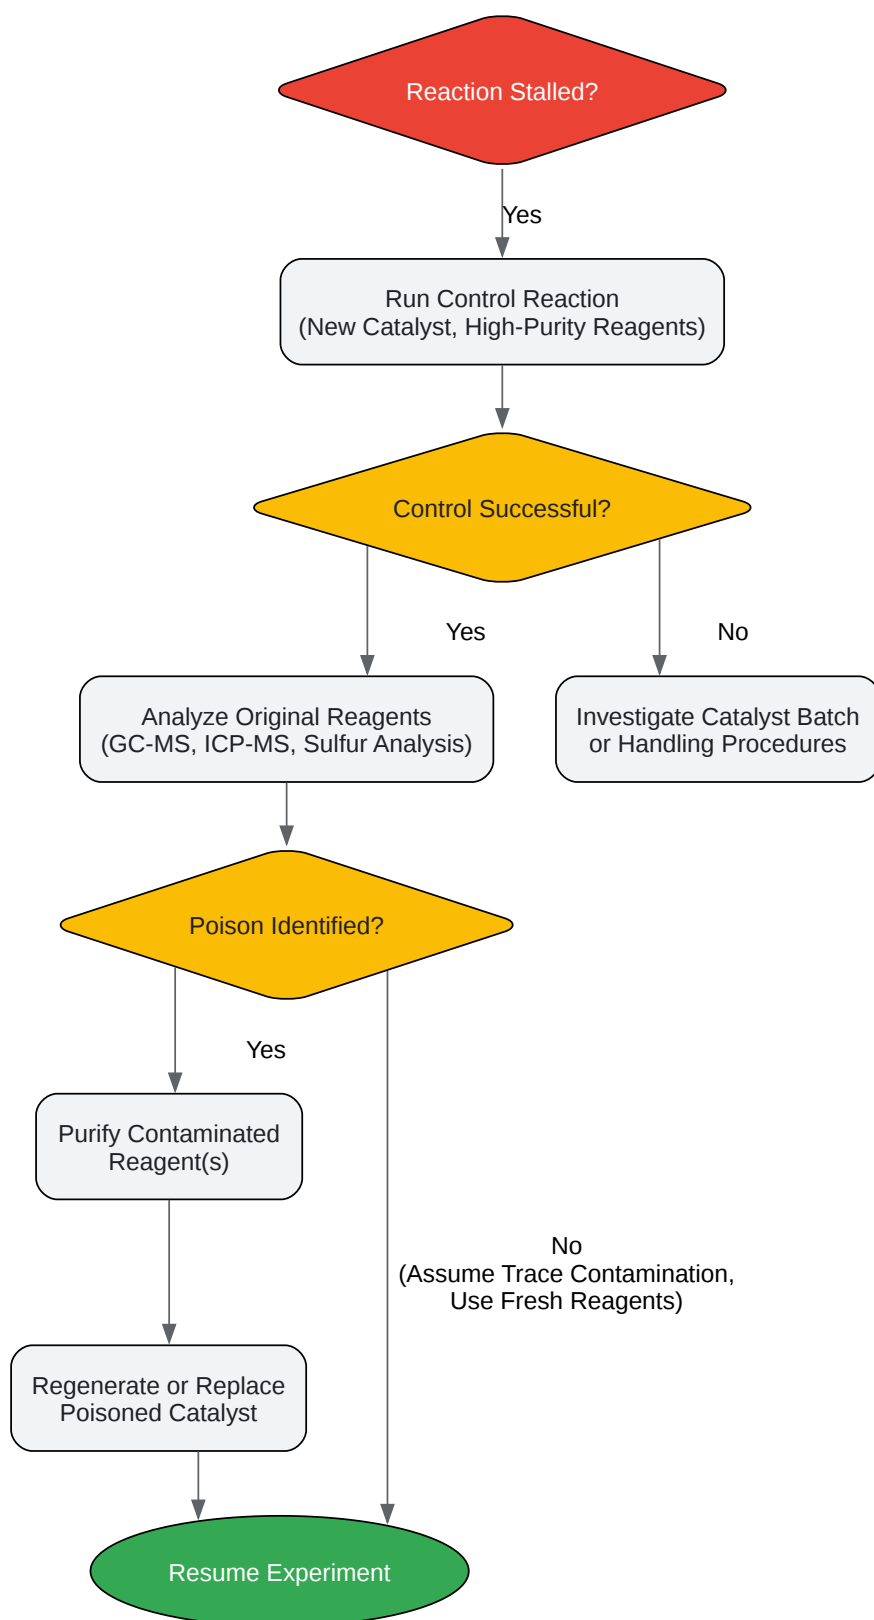 Reaction Stalled?
Yes
Run Control Reaction
(New Catalyst, High-Purity Reagents)
Control Successful?
Yes
No
Analyze Original Reagents
(GC-MS, ICP-MS, Sulfur Analysis)
Investigate Catalyst Batch
or Handling Procedures
Poison Identified?
Yes
Purify Contaminated
Reagent(s)
No
(Assume Trace Contamination,
Use Fresh Reagents)
Regenerate or Replace
Poisoned Catalyst
Resume Experiment